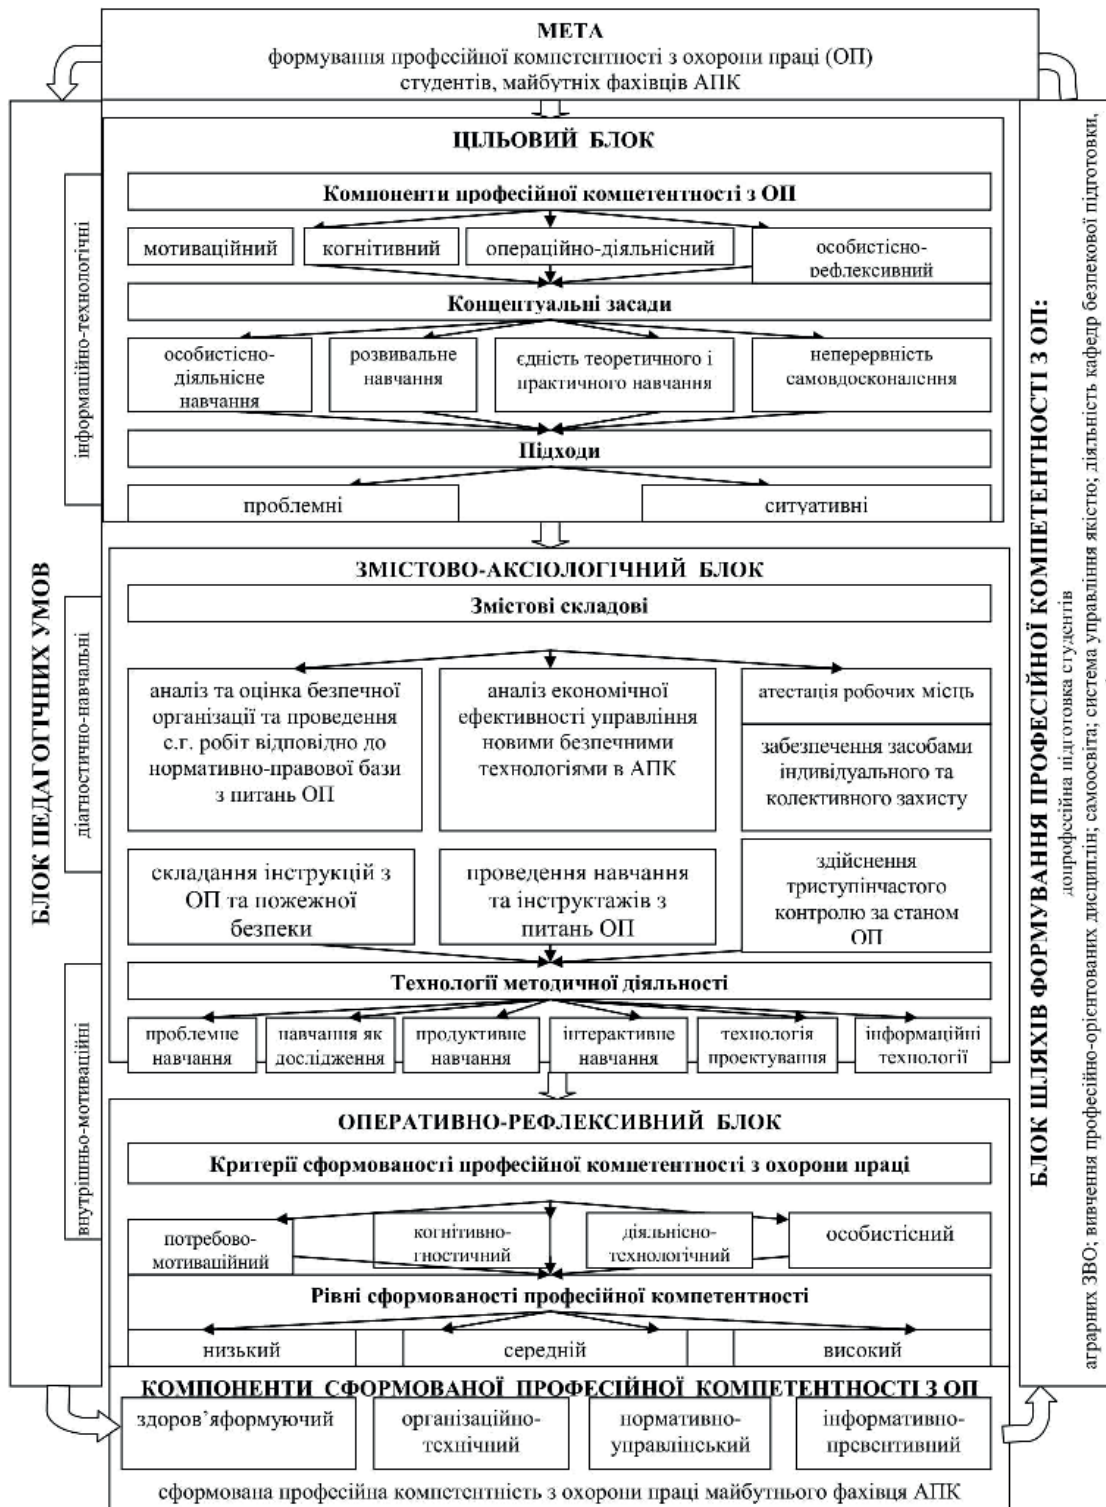 МЕТА
формування професійної компетентності з охорони праці (ОП)
студентів, майбутніх фахівців АПК
ЦІЛЬОВИЙ БЛОК
Компоненти професійної компетентності з ОП
мотиваційний
когнітивний
операційно-діяльнісний
особистісно-
рефлексивний
Концептуальні засади
особистісно-
діяльнісне
навчання
розвивальне
навчання
єдність теоретичного і
практичного навчання
неперервність
самовдосконалення
Підходи
проблемні
ситуативні
ЗМІСТОВО-АКСІОЛОГІЧНИЙ БЛОК
Змістові складові
аналіз та оцінка безпечної
організації та проведення
с.г. робіт відповідно до
нормативно-правової бази
з питань ОП
аналіз економічної
ефективності управління
новими безпечними
технологіями в АПК
атестація робочих місць
забезпечення засобами
індивідуального та
колективного захисту
складання інструкцій з
ОП та пожежної
безпеки
проведення навчання
та інструктажів з
питань ОП
здійснення
триступінчастого
контролю за станом
ОП
Технології методичної діяльності
проблемне
навчання
навчання як
дослідження
продуктивне
навчання
інтерактивне
навчання
технологія
проектування
інформаційні
технології
ОПЕРАТИВНО-РЕФЛЕКСИВНИЙ БЛОК
Критерії сформованості професійної компетентності з охорони праці
потребово-
мотиваційний
когнітивно-
гностичний
діяльнісно-
технологічний
особистісний
Рівні сформованості професійної компетентності
низький
середній
високий
КОМПОНЕНТИ СФОРМОВАНОЇ ПРОФЕСІЙНОЇ КОМПЕТЕНТНОСТІ З ОП
здоров’яформуючий
організаційно-
технічний
нормативно-
управлінський
інформативно-
превентивний
сформована професійна компетентність з охорони праці майбутнього фахівця АПК
БЛОК ПЕДАГОГІЧНИХ УМОВ
інформаційно-технологічні
діагностично-навчальні
внутрішньо-мотиваційні
БЛОК ШЛЯХІВ ФОРМУВАННЯ ПРОФЕСІЙНОЇ КОМПЕТЕНТНОСТІ З ОП:
допрофесійна підготовка студентів
аграрних ЗВО; вивчення професійно-орієнтованих дисциплін; самоосвіта; система управління якістю; діяльність кафедр безпекової підготовки,